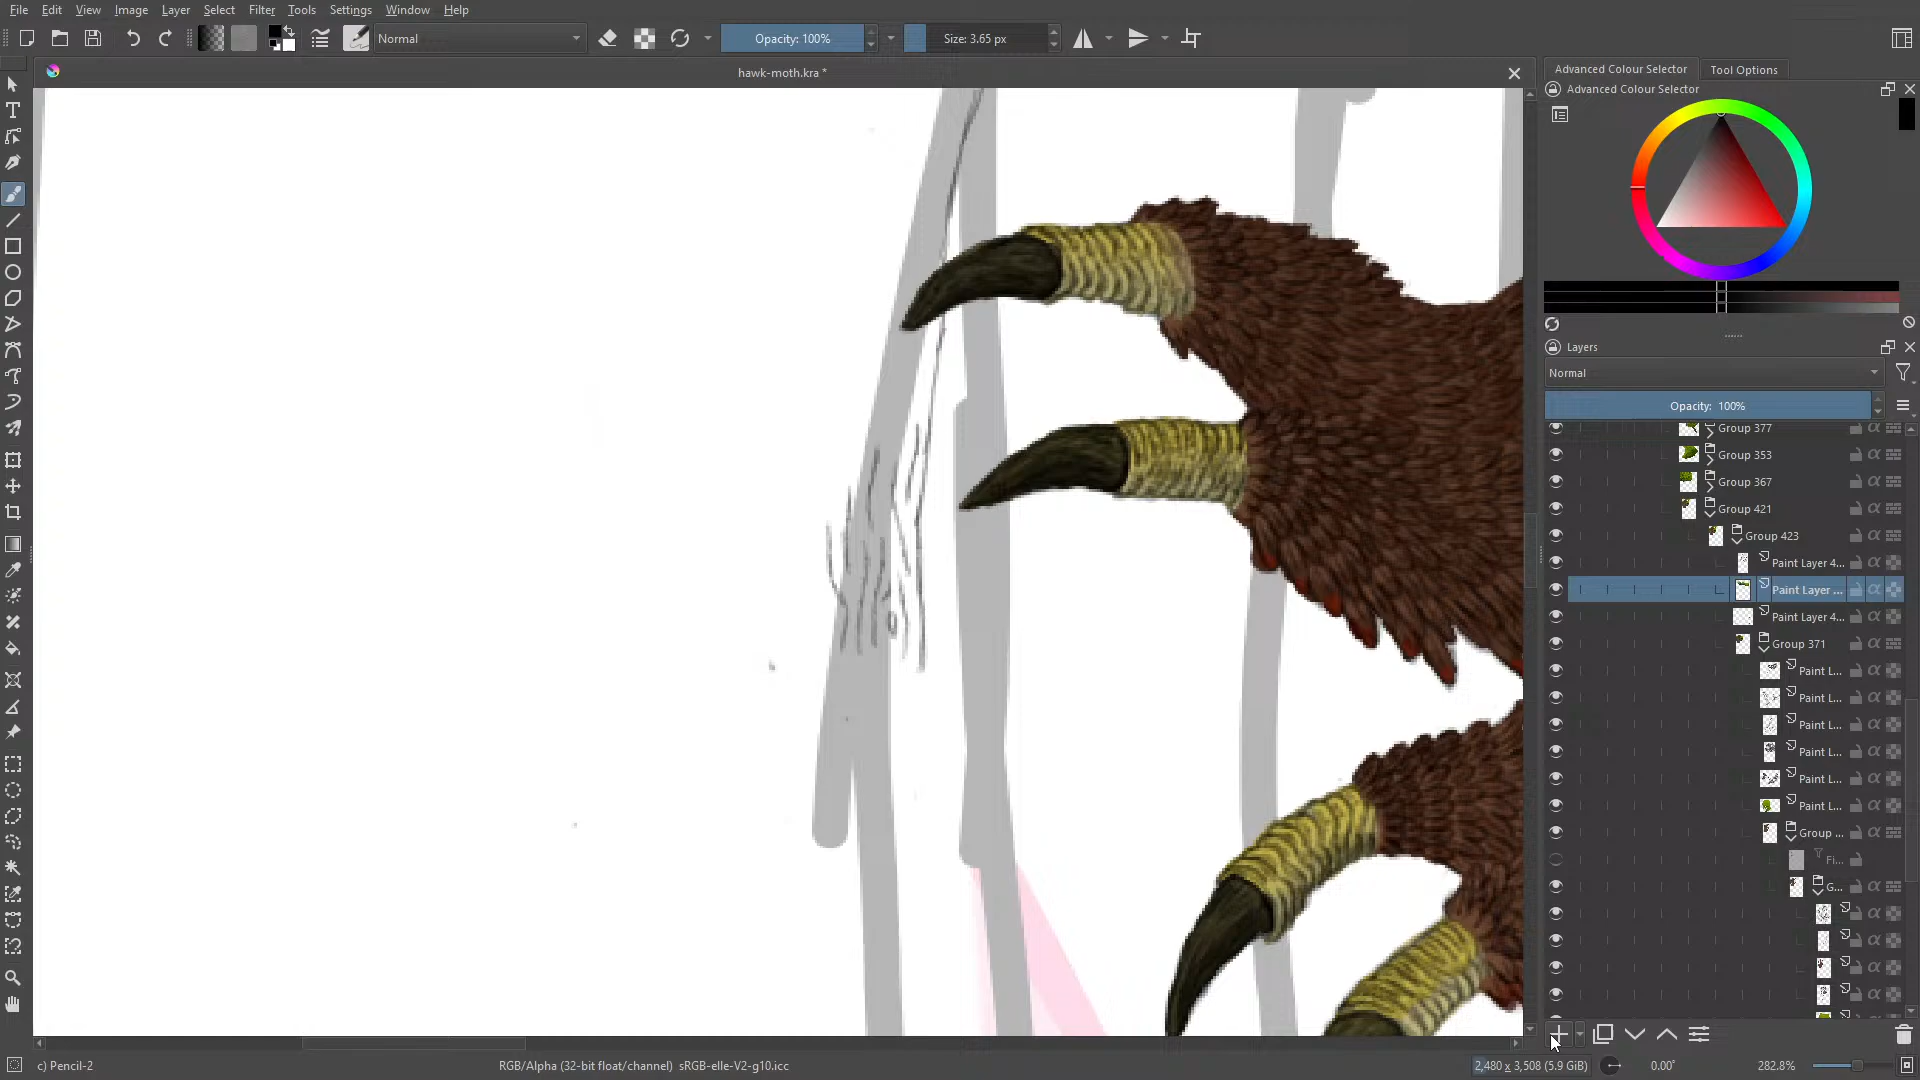 File Edit View Image Layer Select Filter Tools Settings Window Help
Normal Opacity: 100% Size: 3.65 px
hawk-moth.kra *
Advanced Colour Selector Tool Options
Advanced Colour Selector
Layers
Normal
Opacity: 100%
Group 377
Group 353
Group 367
Group 421
Group 423
Paint Layer 4...
Paint Layer ...
Paint Layer 4...
Group 371
Paint L...
Paint L...
Paint L...
Paint L...
Paint L...
Paint L...
Group ...
Fi...
G...
c) Pencil-2 RGB/Alpha (32-bit float/channel) sRGB-elle-V2-g10.icc 2,480 x 3,508 (5.9 GiB) 0.00° 282.8%